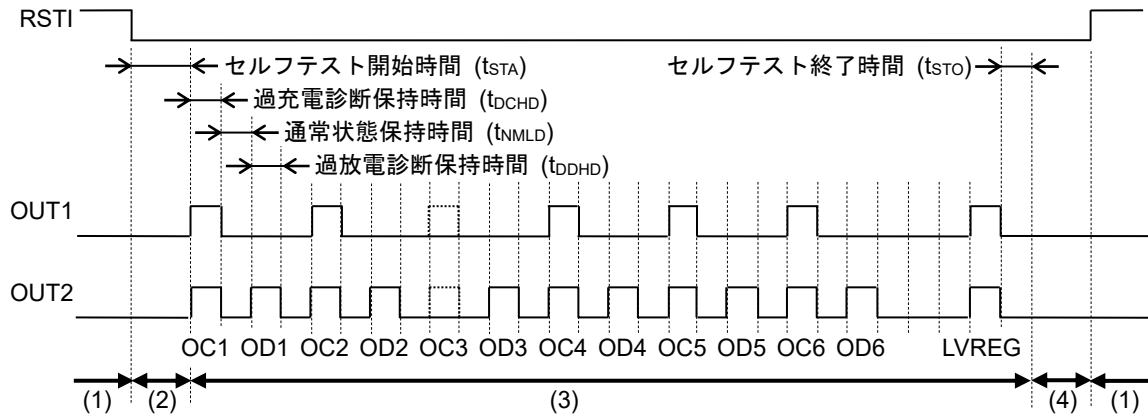 RSTI
セルフテスト開始時間 (tSTA)
セルフテスト終了時間 (tSTO)
過充電診断保持時間 (tDCHD)
通常状態保持時間 (tNMLD)
過放電診断保持時間 (tDDHD)
OUT1
OUT2
OC1 OD1 OC2 OD2 OC3 OD3 OC4 OD4 OC5 OD5 OC6 OD6 LVREG
(1) (2) (3) (4) (1)